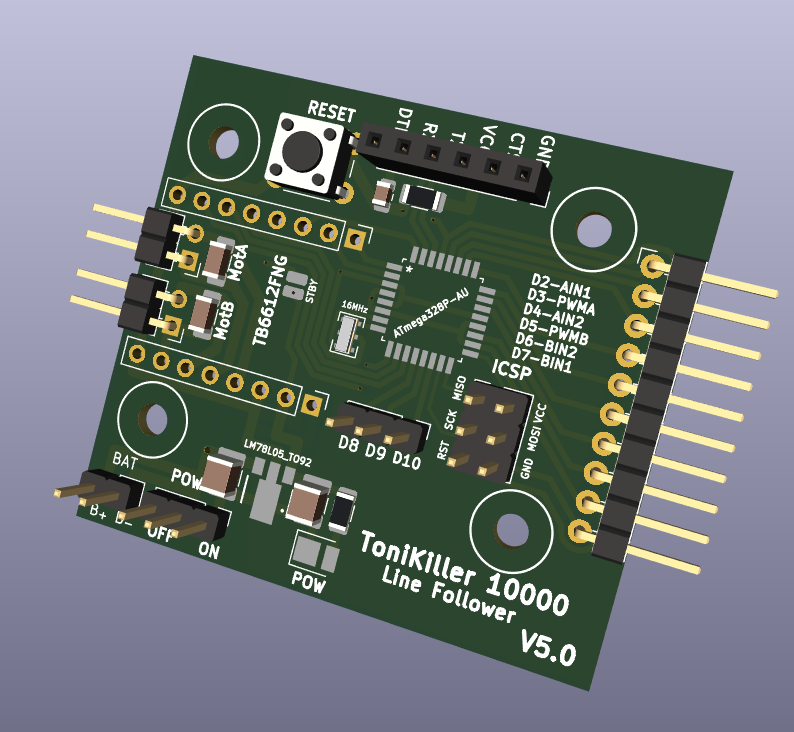 RESET
GND
MotA
MotB
TB6612FNG
STBY
16MHz
*
ATmega328P-AU
D2-AIN1
D3-PWMA
D4-AIN2
D5-PWMB
D6-BIN2
D7-BIN1
ICSP
MISO
VCC
SCK
MOSI
RST
GND
D8 D9 D10
LM78L05_TO92
BAT
B+ B-
OFF
ON
POW
ToniKiller 10000
Line Follower
V5.0